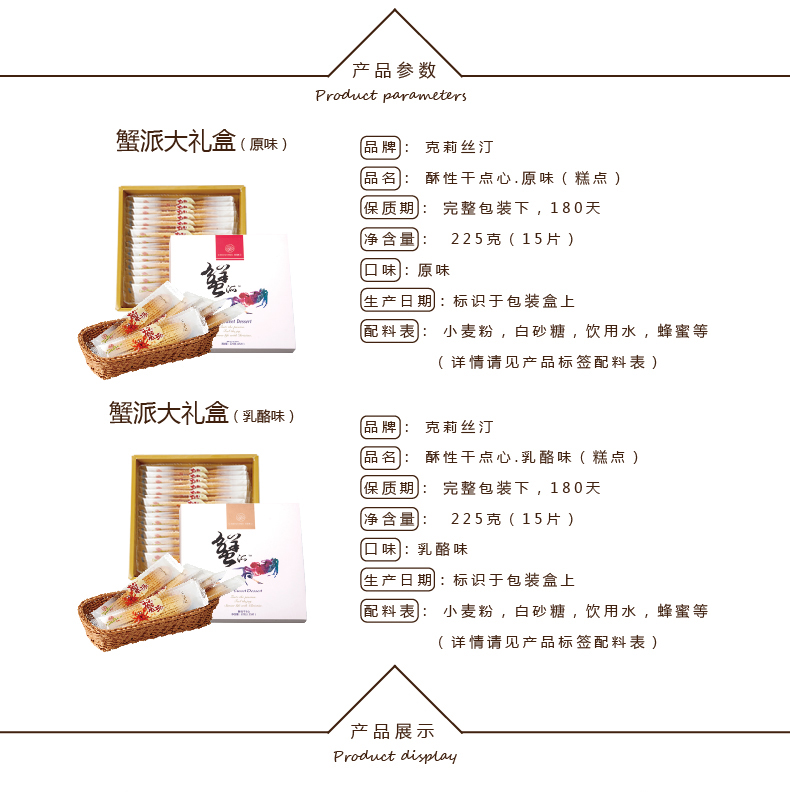 产品参数
Product parameters
蟹派大礼盒（原味）
品牌： 克莉丝汀
品名： 酥性干点心.原味（糕点）
保质期： 完整包装下，180天
净含量： 225克（15片）
口味：原味
生产日期：标识于包装盒上
配料表： 小麦粉，白砂糖，饮用水，蜂蜜等
（详情请见产品标签配料表）
蟹派
蟹派大礼盒（乳酪味）
品牌： 克莉丝汀
品名： 酥性干点心.乳酪味（糕点）
保质期： 完整包装下，180天
净含量： 225克（15片）
口味：乳酪味
生产日期：标识于包装盒上
配料表： 小麦粉，白砂糖，饮用水，蜂蜜等
（详情请见产品标签配料表）
蟹派
Sweet Dessert
产品展示
Product display